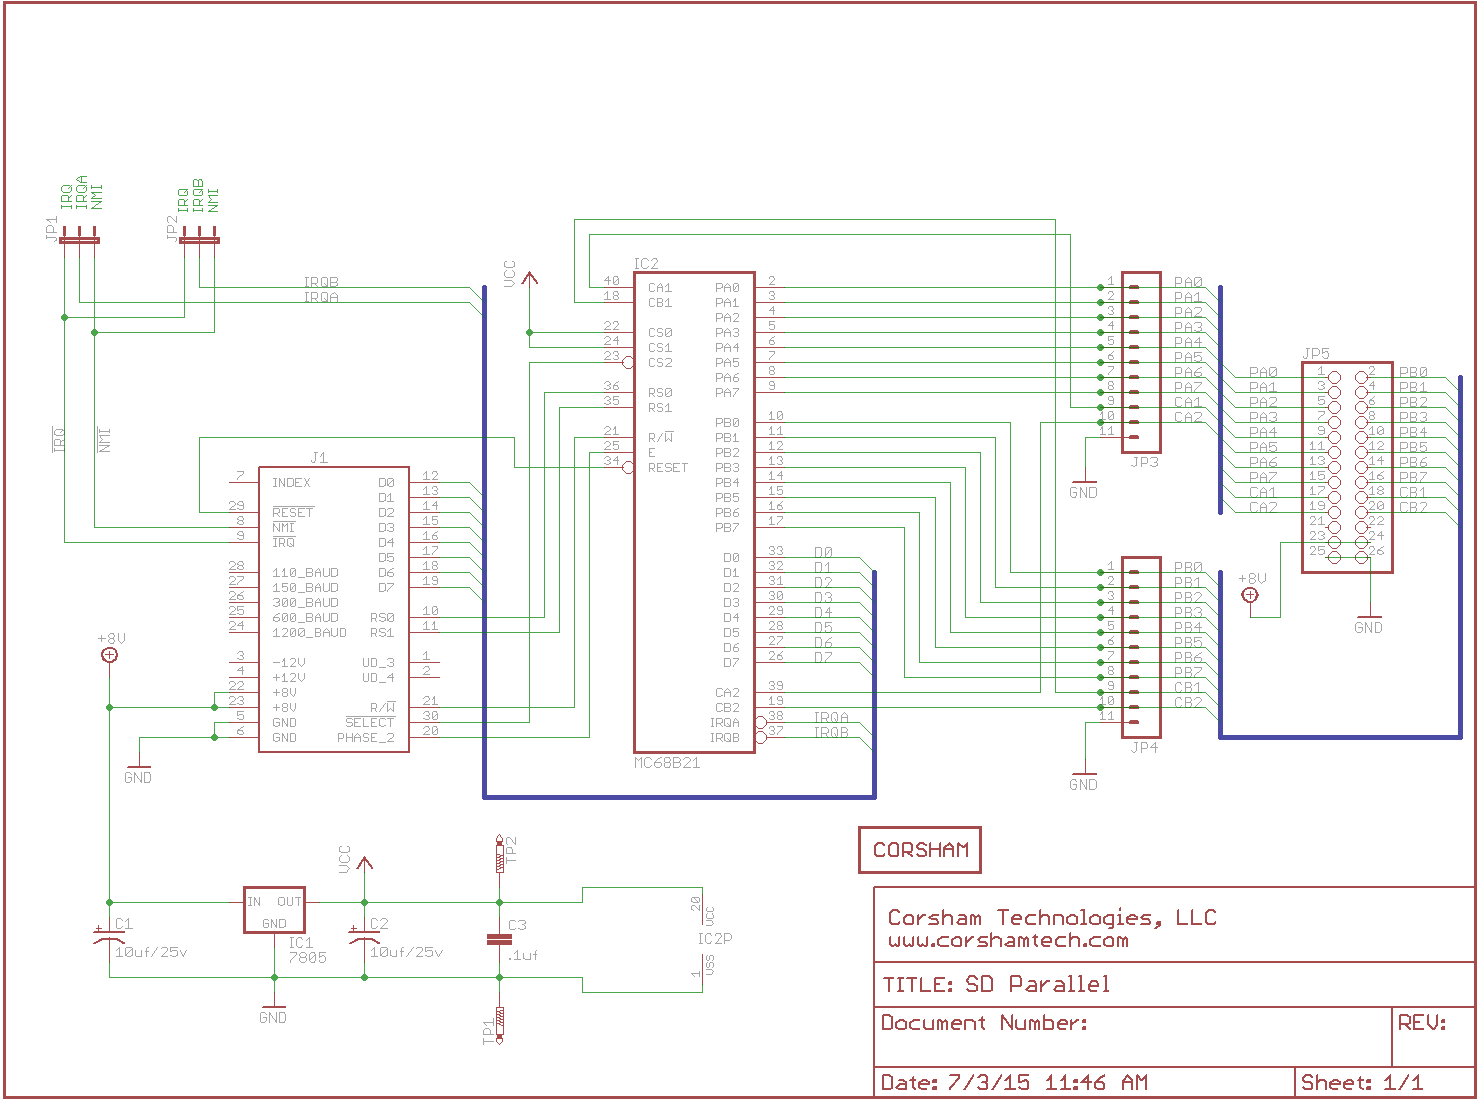 IRQ
IRQA
NMI
JP1
IRQ
IRQB
NMI
JP2
IRQB
IRQA
IRQ
NMI
VCC
J1
7 INDEX
29 RESET
8 NMI
9 IRQ
28 110_BAUD
27 150_BAUD
26 300_BAUD
25 600_BAUD
24 1200_BAUD
3 -12V
4 +12V
22 +8V
23 +8V
5 GND
6 GND
D0 12
D1 13
D2 14
D3 15
D4 16
D5 17
D6 18
D7 19
RS0 10
RS1 11
UD_3 1
UD_4 2
R/W 21
SELECT 30
PHASE_2 20
+8V
GND
IC2
40 CA1
18 CB1
22 CS0
24 CS1
23 CS2
36 RS0
35 RS1
21 R/W
25 E
34 RESET
PA0 2
PA1 3
PA2 4
PA3 5
PA4 6
PA5 7
PA6 8
PA7 9
PB0 10
PB1 11
PB2 12
PB3 13
PB4 14
PB5 15
PB6 16
PB7 17
D0 33 D0
D1 32 D1
D2 31 D2
D3 30 D3
D4 29 D4
D5 28 D5
D6 27 D6
D7 26 D7
CA2 39
CB2 19
IRQA 38 IRQA
IRQB 37 IRQB
MC68B21
1 PA0
2 PA1
3 PA2
4 PA3
5 PA4
6 PA5
7 PA6
8 PA7
9 CA1
10 CA2
11
JP3
GND
1 PB0
2 PB1
3 PB2
4 PB3
5 PB4
6 PB5
7 PB6
8 PB7
9 CB1
10 CB2
11
JP4
GND
JP5
PA0 1 2 PB0
PA1 3 4 PB1
PA2 5 6 PB2
PA3 7 8 PB3
PA4 9 10 PB4
PA5 11 12 PB5
PA6 13 14 PB6
PA7 15 16 PB7
CA1 17 18 CB1
CA2 19 20 CB2
21 22
23 24
25 26
+8V
GND
VCC
IN OUT
GND
IC1
7805
C1
10uf/25v
C2
10uf/25v
C3
.1uf
TP2
TP1
20 VCC
IC2P
1 VSS
GND
CORSHAM
Corsham Technologies, LLC
www.corshamtech.com
TITLE: SD Parallel
Document Number:
REV:
Date: 7/3/15 11:46 AM
Sheet: 1/1